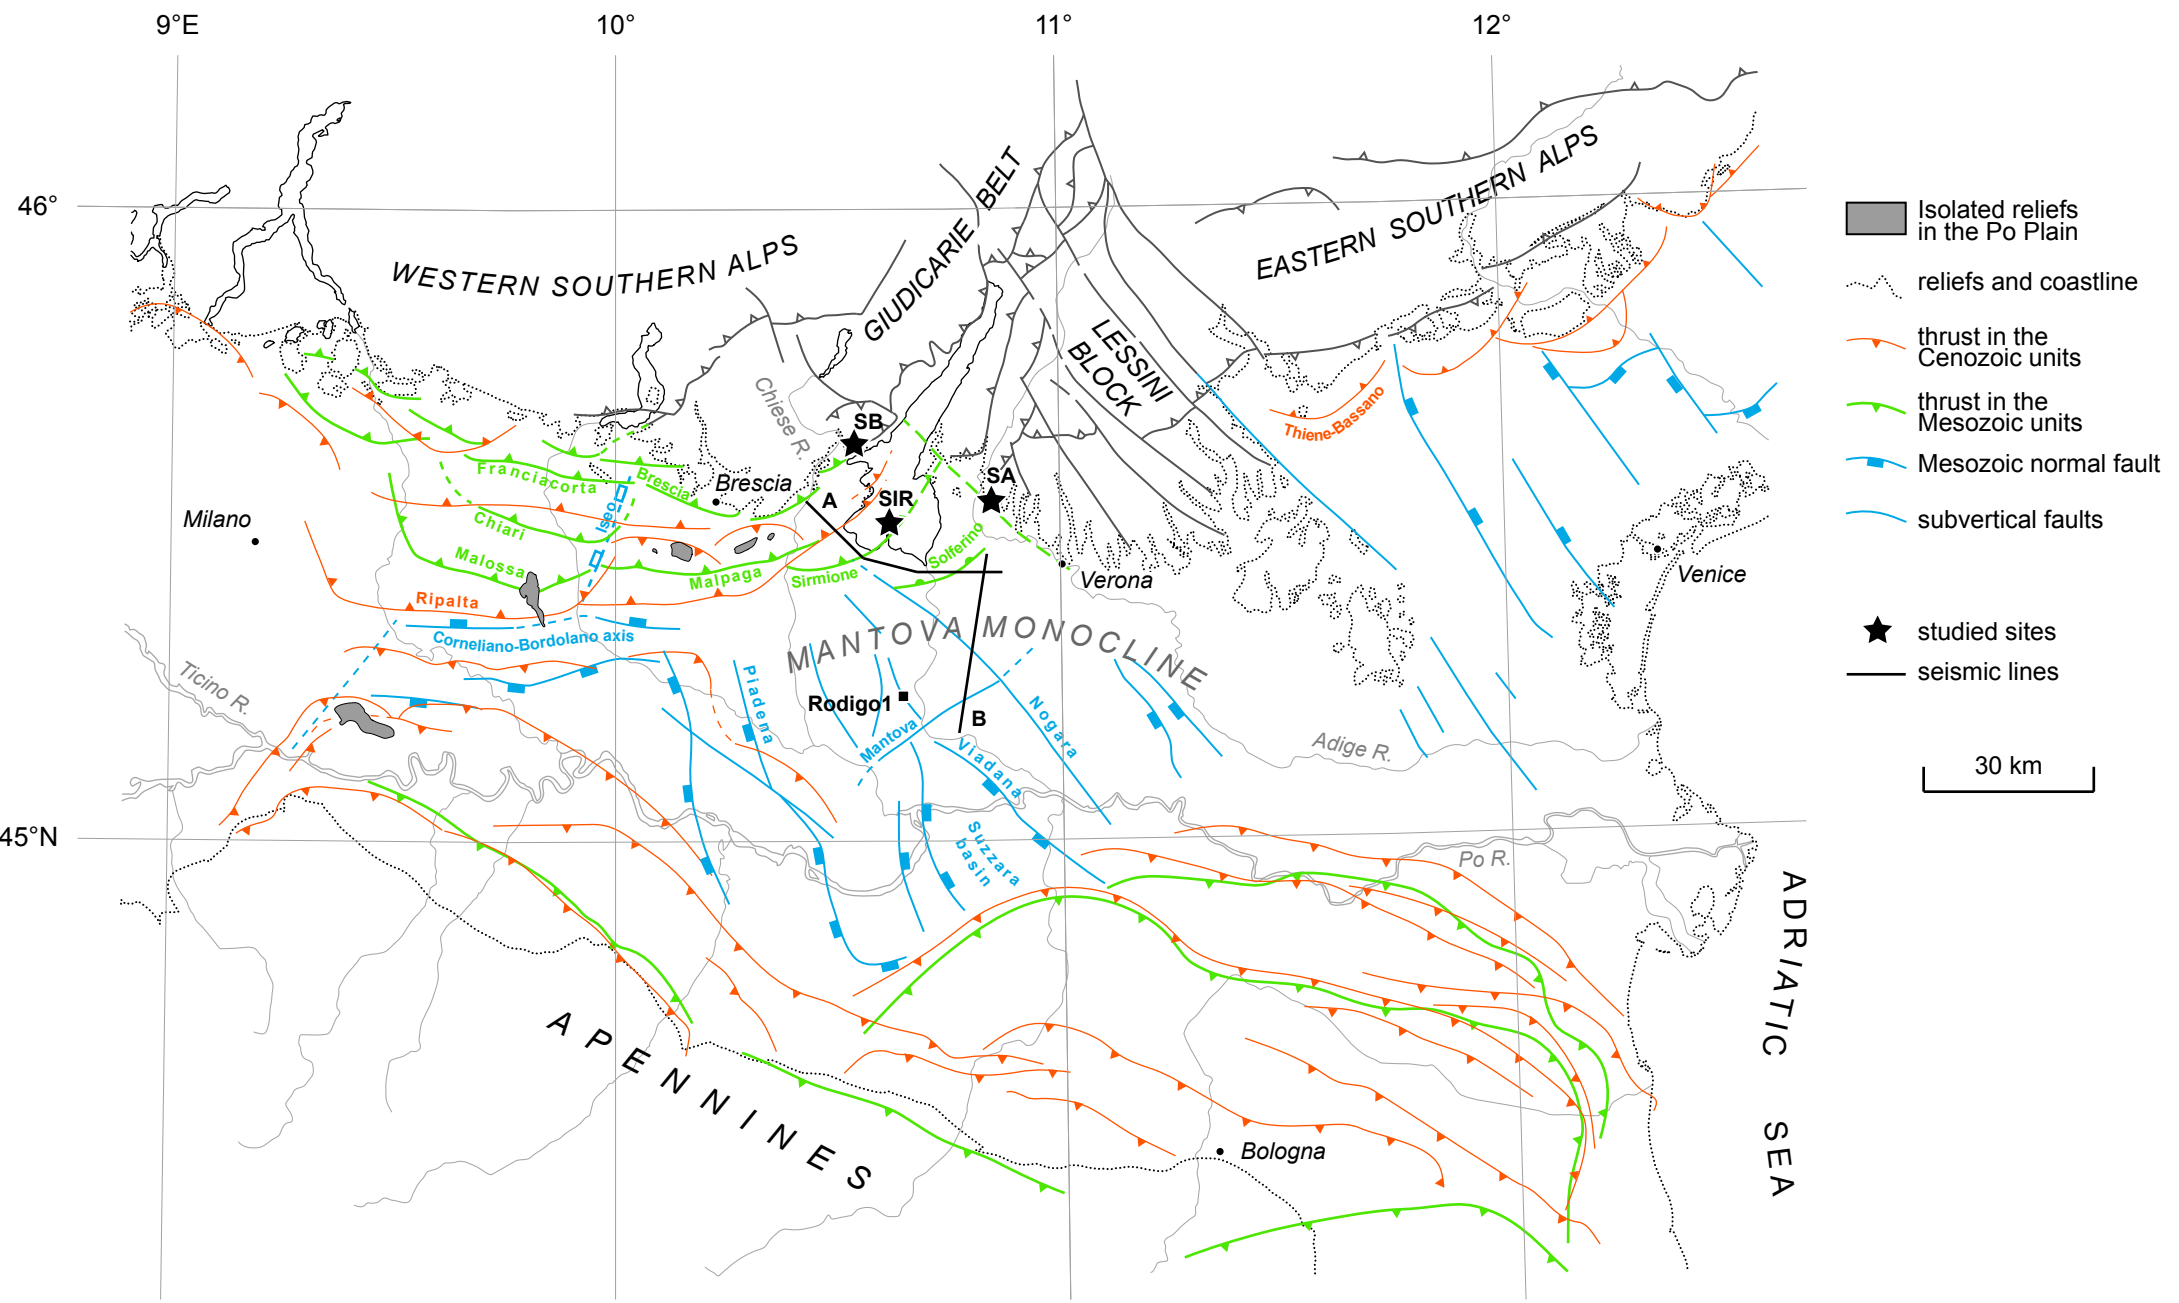 9°E
10°
11°
12°
46°
45°N
WESTERN SOUTHERN ALPS
GIUDICARIE BELT
EASTERN SOUTHERN ALPS
LESSINI
BLOCK
Chiese R.
SB
SA
SIR
A
Brescia
Brescia
Franciacorta
Iseo
Chiari
Malossa
Milano
Malpaga
Sirmione
Solferino
Verona
Ripalta
Corneliano-Bordolano axis
MANTOVA MONOCLINE
Thiene-Bassano
Venice
Ticino R.
Piadena
Rodigo1
Mantova
B
Nogara
Viadana
Suzzara
basin
Adige R.
Po R.
APENNINES
Bologna
ADRIATIC SEA
Isolated reliefs
in the Po Plain
reliefs and coastline
thrust in the
Cenozoic units
thrust in the
Mesozoic units
Mesozoic normal fault
subvertical faults
studied sites
seismic lines
30 km